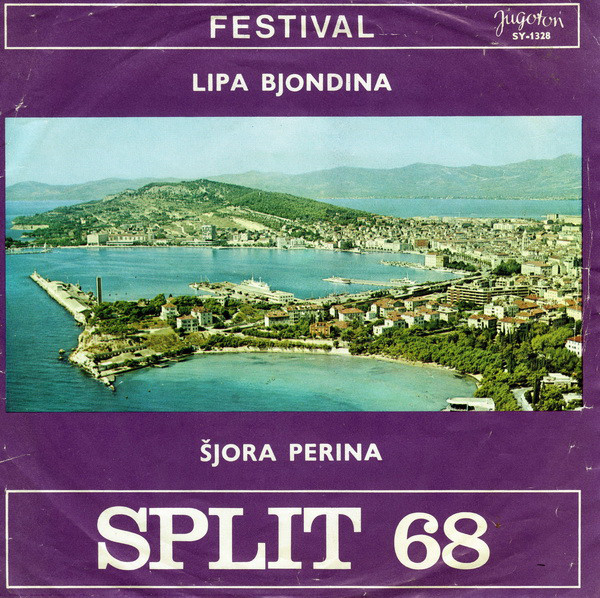 FESTIVAL
Jugoton
SY-1328
LIPA BJONDINA
ŠJORA PERINA
SPLIT 68